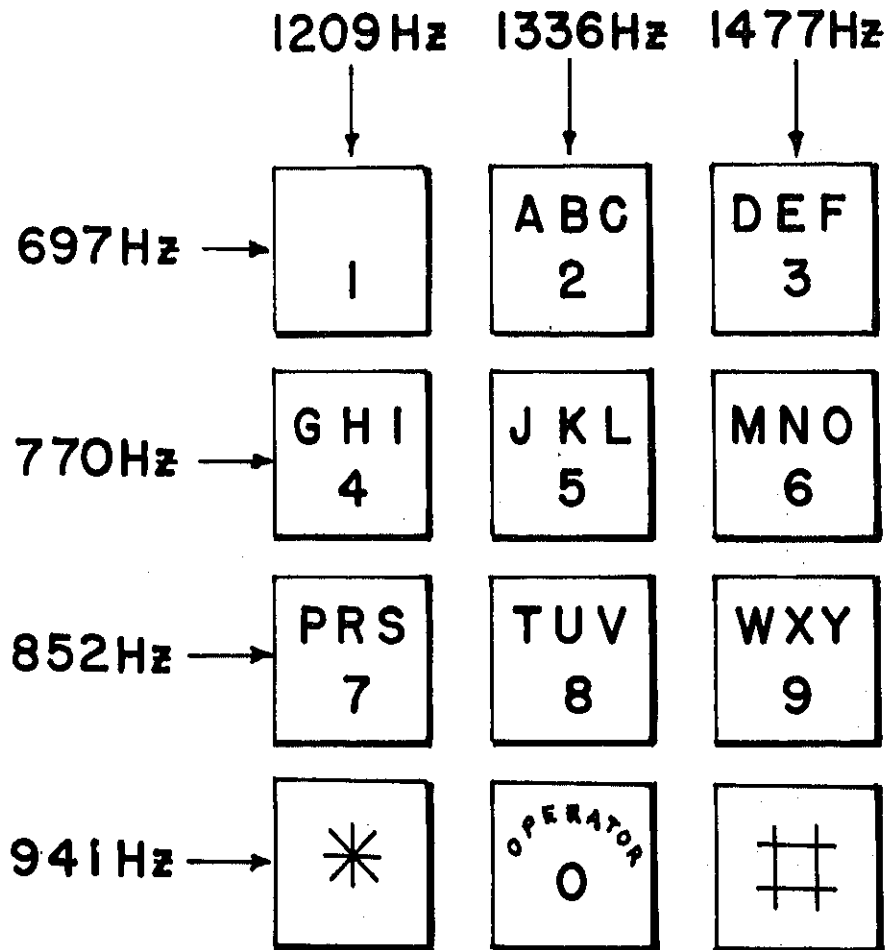 1209Hz 1336Hz 1477Hz
697Hz
1
ABC
2
DEF
3
770Hz
GHI
4
JKL
5
MNO
6
852Hz
PRS
7
TUV
8
WXY
9
941Hz
*
OPERATOR
0
#